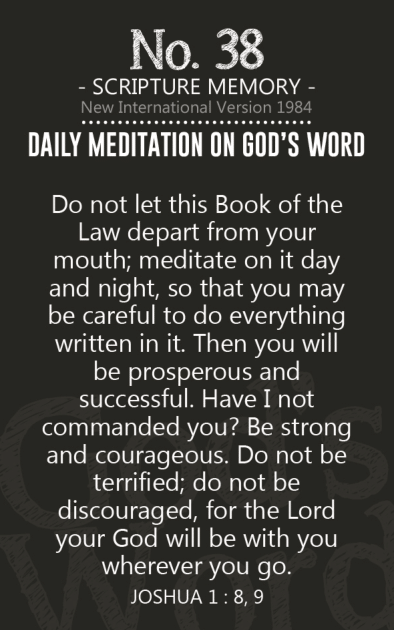 No. 38
- SCRIPTURE MEMORY -
New International Version 1984
DAILY MEDITATION ON GOD'S WORD
Do not let this Book of the
Law depart from your
mouth; meditate on it day
and night, so that you may
be careful to do everything
written in it. Then you will
be prosperous and
successful. Have I not
commanded you? Be strong
and courageous. Do not be
terrified; do not be
discouraged, for the Lord
your God will be with you
wherever you go.
JOSHUA 1 : 8, 9
God's
Word